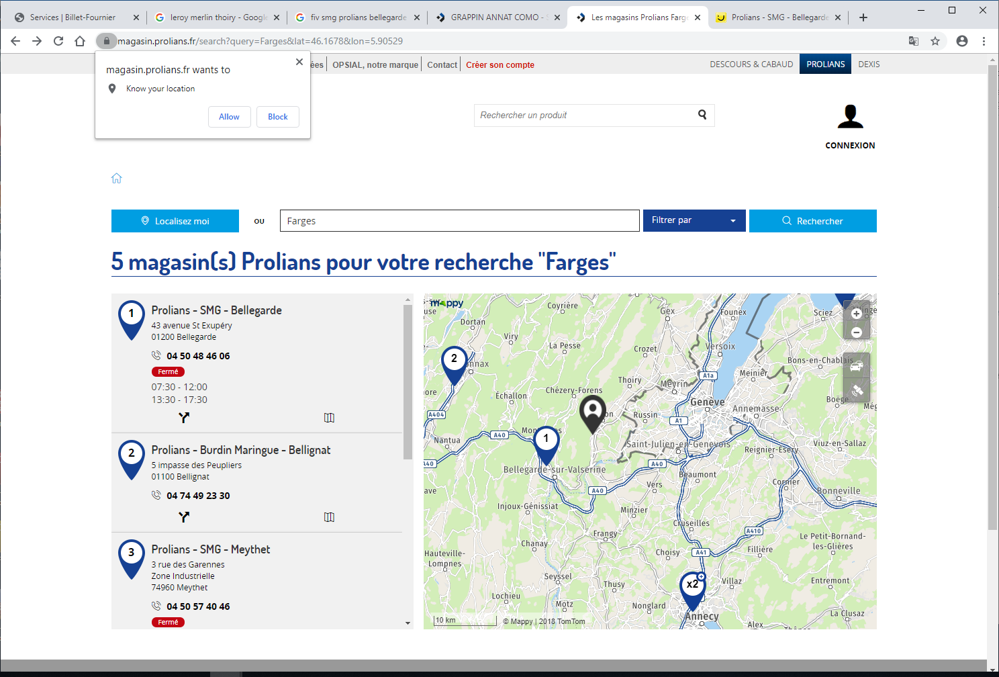 Services | Billet-Fournier
leroy merlin thoiry - Google
fiv smg prolians bellegarde
GRAPPIN ANNAT COMO - S
Les magasins Prolians Farge
Prolians - SMG - Bellegarde
magasin.prolians.fr/search?query=Farges&lat=46.1678&lon=5.90529
magasin.prolians.fr wants to
Know your location
Allow
Block
ées
OPSIAL, notre marque
Contact
Créer son compte
DESCOURS & CABAUD
PROLIANS
DEXIS
Rechercher un produit
CONNEXION
Localisez moi
OU
Farges
Filtrer par
Rechercher
5 magasin(s) Prolians pour votre recherche "Farges"
1
Prolians - SMG - Bellegarde
43 avenue St Exupéry
01200 Bellegarde
04 50 48 46 06
Fermé
07:30 - 12:00
13:30 - 17:30
2
Prolians - Burdin Maringue - Bellignat
5 impasse des Peupliers
01100 Bellignat
04 74 49 23 30
3
Prolians - SMG - Meythet
3 rue des Garennes
Zone Industrielle
74960 Meythet
04 50 57 40 46
Fermé
mappy
Coyrière
Gex
Founex
Sciez
Dortan
Viry
La Pesse
Crozet
Versoix
2
nnax
Bons-en-Chablais
Meinier
A1a
Thoiry
Meyrin
Échallon
Chézery-Forens
Genève
Annemasse
Boëge
A404
on
Russin
A1
Nantua
A40
1
Saint-Julien-en-Genevois
Reignier-Esery
Viuz-en-Sallaz
A40
A40
Bellegarde-sur-Valserine
Beaumont
Cornier
Vers
A40
Bonneville
Injoux-Génissiat
Minzier
Cruseilles
Frangy
A410
Le Petit-Bornand-
les-Glières
Chanay
Choisy
A41
Fillière
Hauteville-
Lompnes
Seyssel
Thusy
x2
Villaz
Entremont
Lochieu
Motz
Nonglard
Annecy
La Clusaz
Alex
10 km
© Mappy | 2018 TomTom